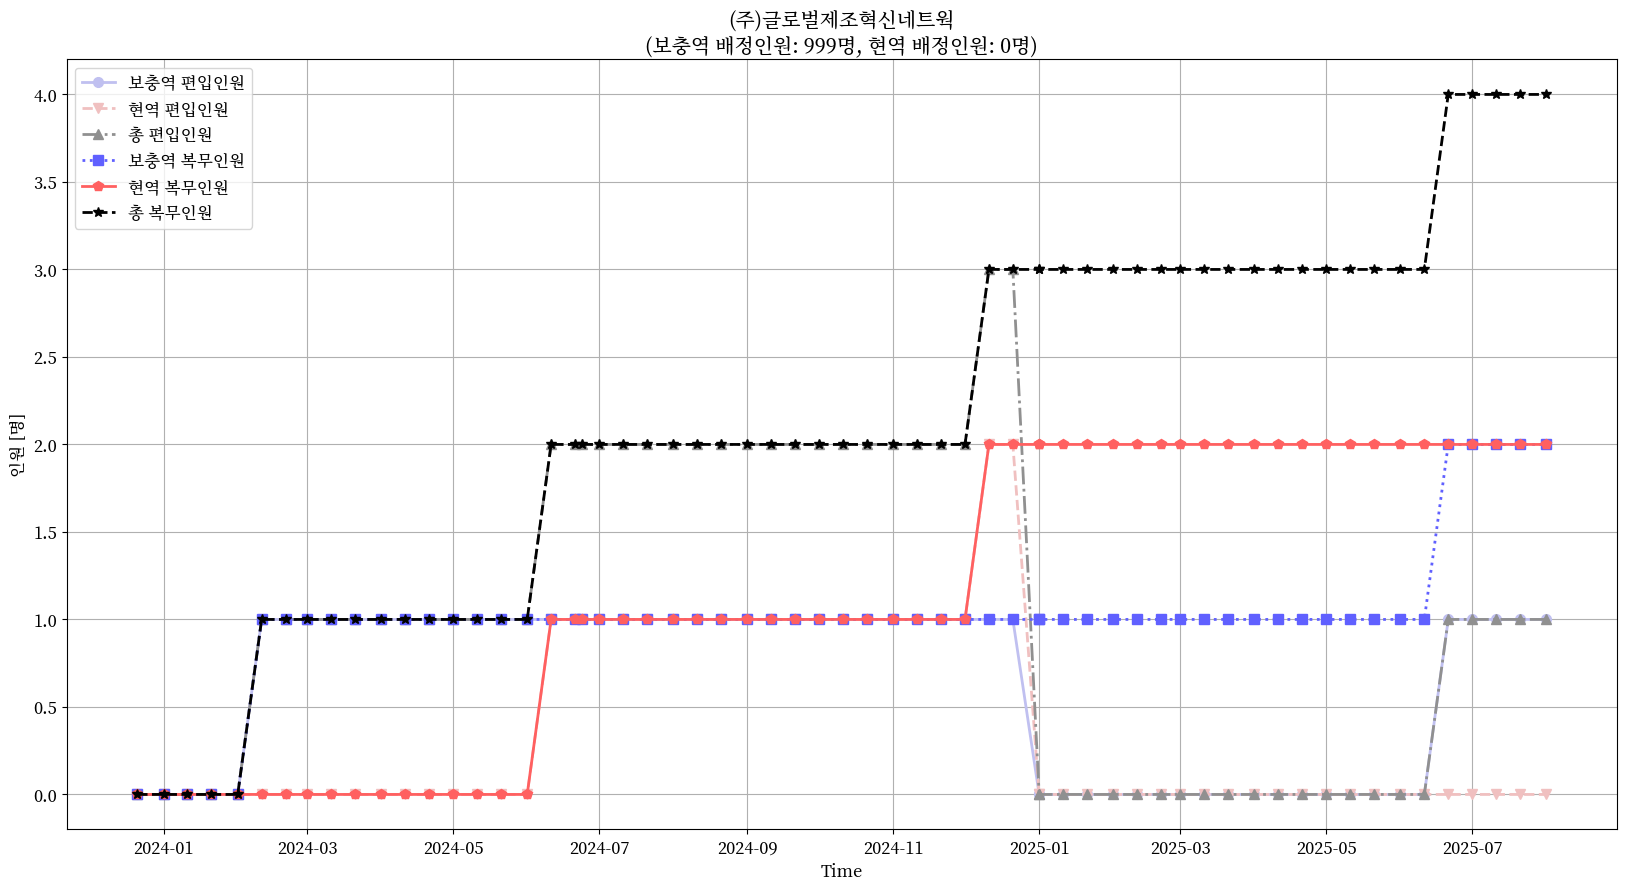 (주)글로벌제조혁신네트웍
(보충역 배정인원: 999명, 현역 배정인원: 0명)
보충역 편입인원
현역 편입인원
총 편입인원
보충역 복무인원
현역 복무인원
총 복무인원
4.0
3.5
3.0
2.5
2.0
1.5
1.0
0.5
0.0
인원 [명]
2024-01 2024-03 2024-05 2024-07 2024-09 2024-11 2025-01 2025-03 2025-05 2025-07
Time